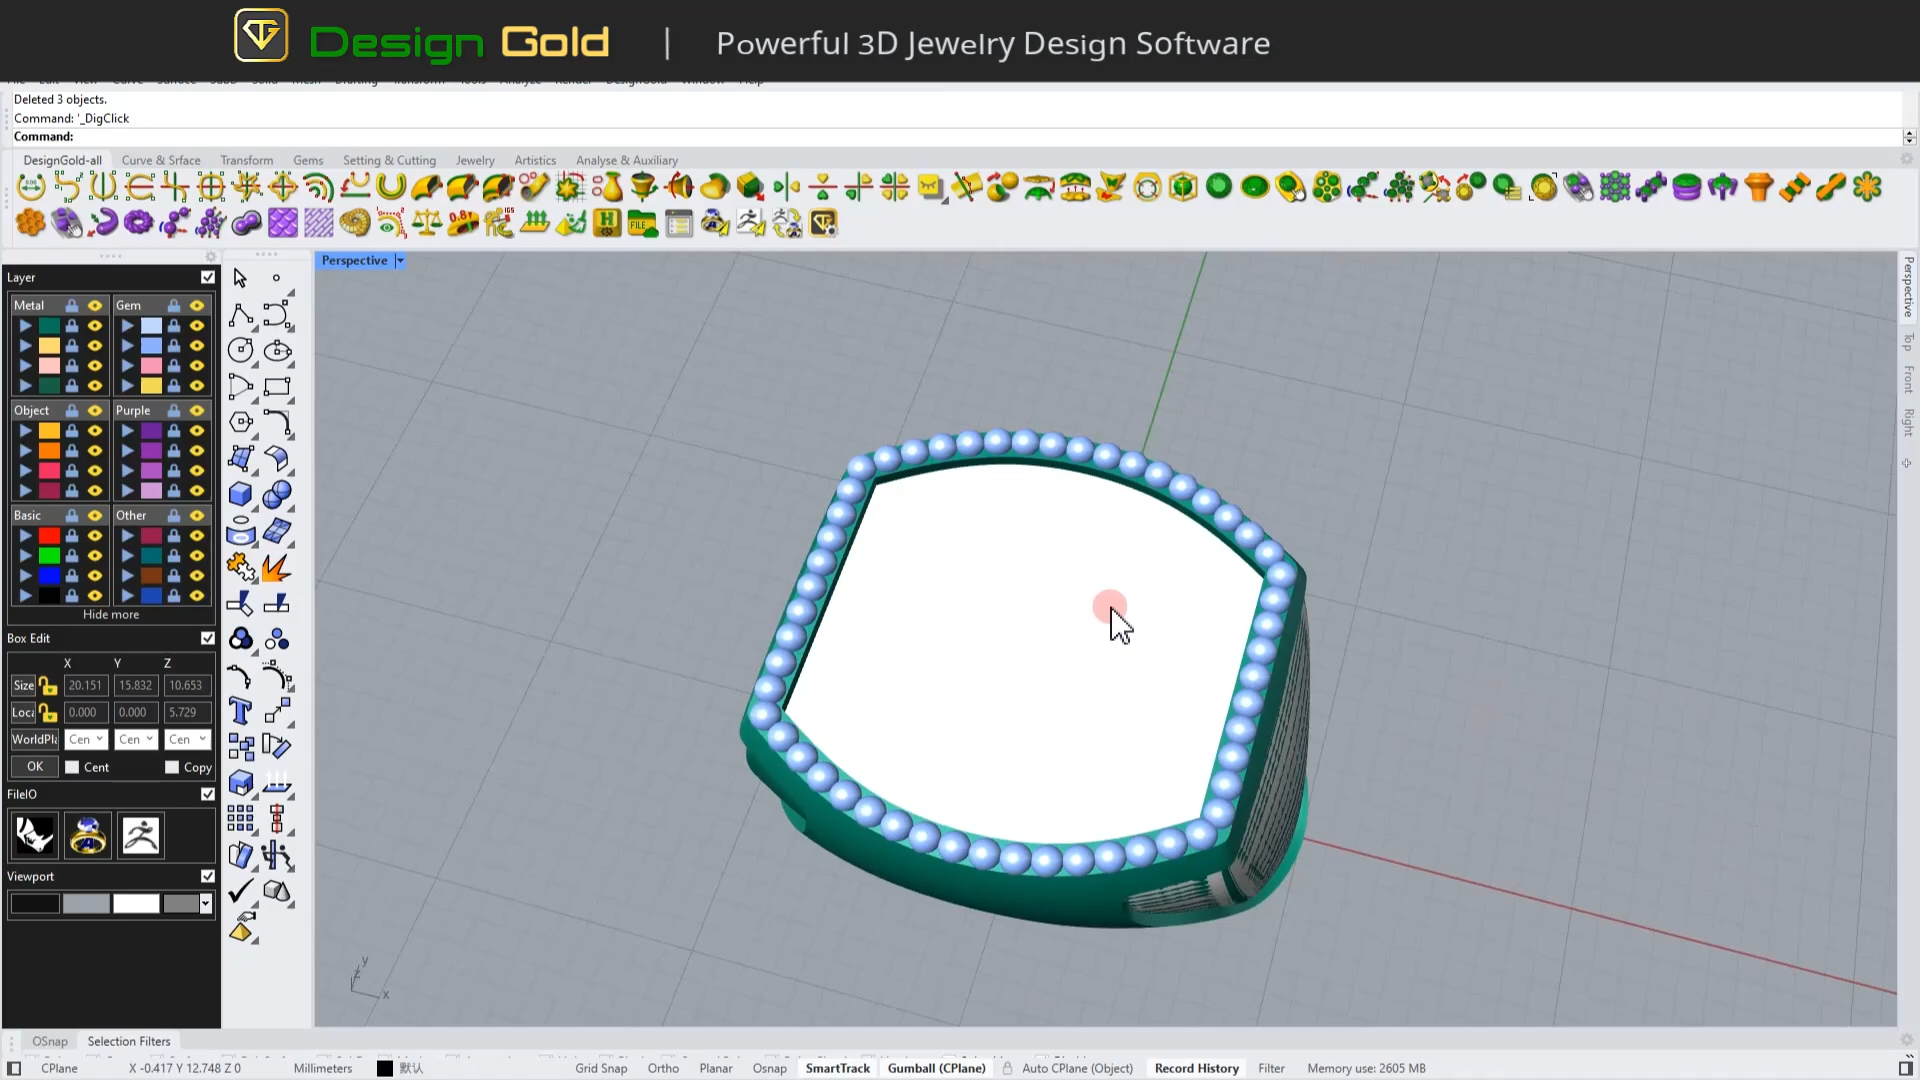 Design Gold | Powerful 3D Jewelry Design Software
Deleted 3 objects.
Command: '_DigClick
Command:
DesignGold-all Curve & Srface Transform Gems Setting & Cutting Jewelry Artistics Analyse & Auxiliary
Layer
Metal Gem
Object Purple
Basic Other
Hide more
Box Edit
X Y Z
Size 20.151 15.832 10.653
Loca 0.000 0.000 5.729
WorldPla Cen Cen Cen
OK Cent Copy
FileIO
Viewport
Perspective
Perspective
Top
Front
Right
z y x
OSnap Selection Filters
CPlane X -0.417 Y 12.748 Z 0 Millimeters 默认 Grid Snap Ortho Planar Osnap SmartTrack Gumball (CPlane) Auto CPlane (Object) Record History Filter Memory use: 2605 MB